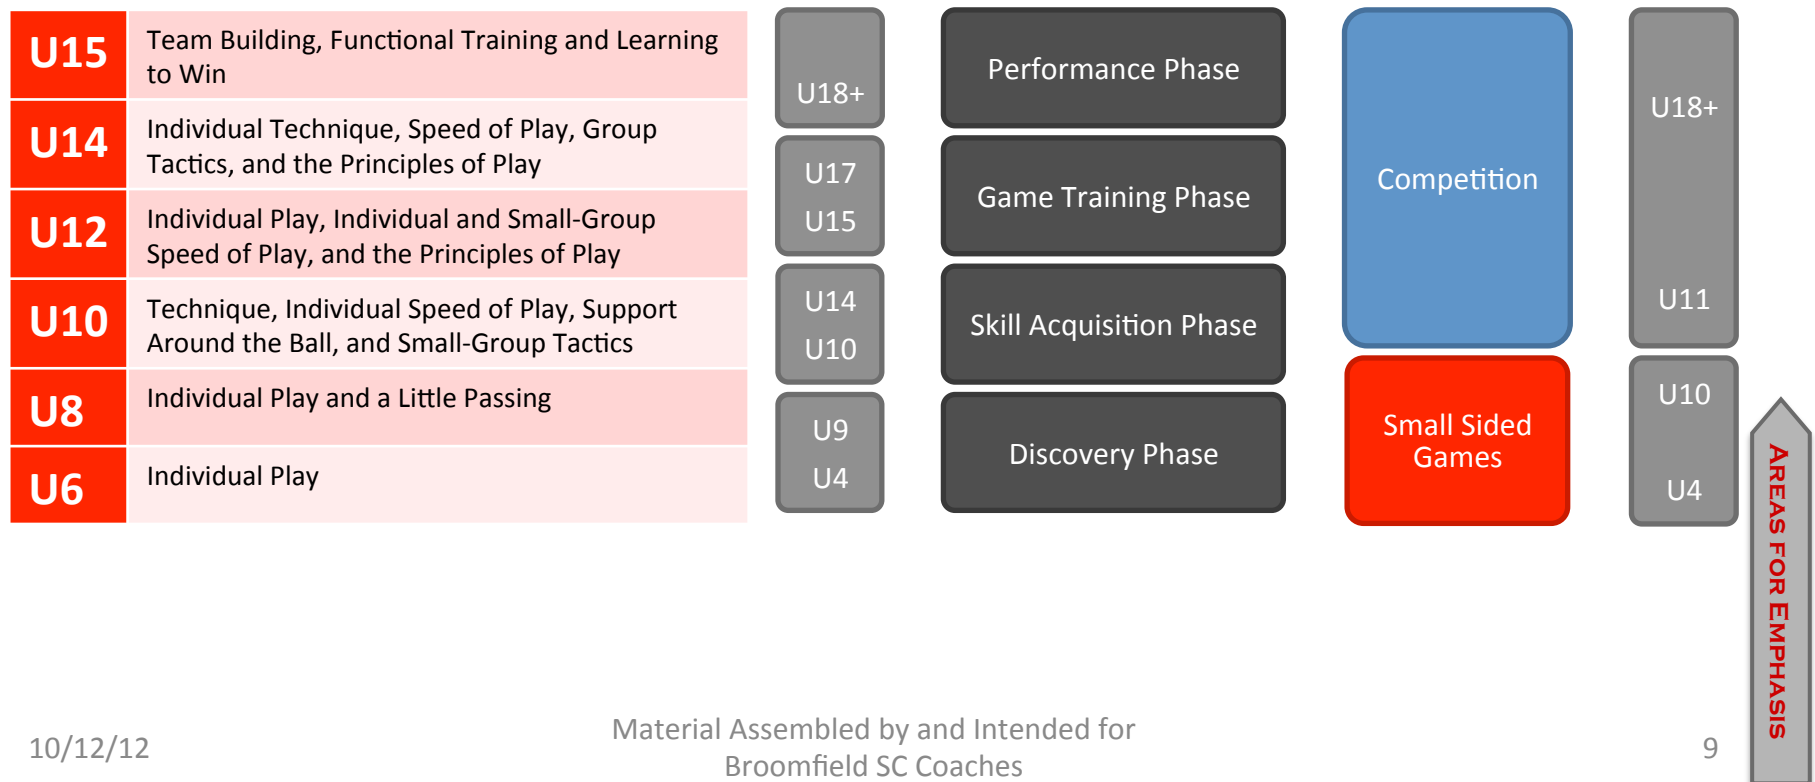 U15
Team Building, Functional Training and Learning
to Win
U14
Individual Technique, Speed of Play, Group
Tactics, and the Principles of Play
U12
Individual Play, Individual and Small-Group
Speed of Play, and the Principles of Play
U10
Technique, Individual Speed of Play, Support
Around the Ball, and Small-Group Tactics
U8
Individual Play and a Little Passing
U6
Individual Play
U18+
U17
U15
U14
U10
U9
U4
Performance Phase
Game Training Phase
Skill Acquisition Phase
Discovery Phase
Competition
Small Sided
Games
U18+
U11
U10
U4
AREAS FOR EMPHASIS
10/12/12
Material Assembled by and Intended for
Broomfield SC Coaches
9